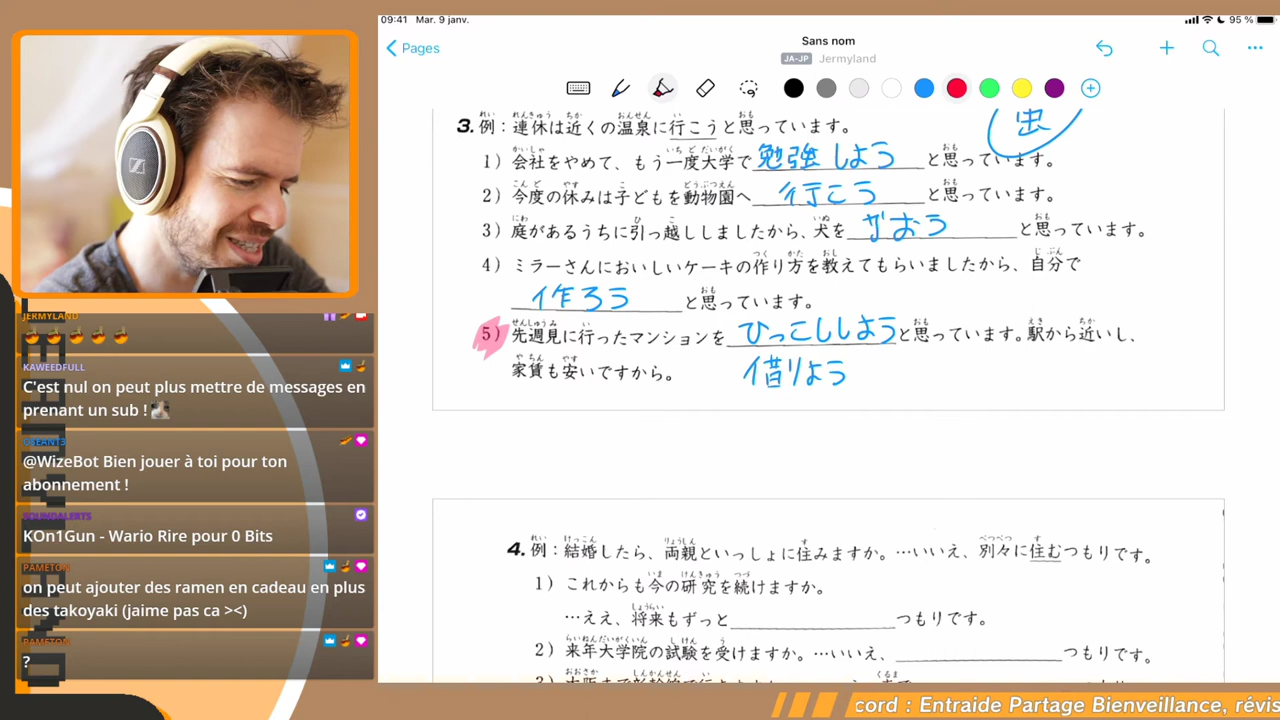 09:41 Mar. 9 janv.
95 %
Pages
Sans nom
JA-JP Jermyland
虫
3. 例：連休は近くの温泉に行こうと思っています。
1）会社をやめて、もう一度大学で 勉強しよう と思っています。
2）今度の休みは子どもを動物園へ 行こう と思っています。
3）庭があるうちに引っ越ししましたから、犬を かおう と思っています。
4）ミラーさんにおいしいケーキの作り方を教えてもらいましたから、自分で
作ろう と思っています。
5）先週見に行ったマンションを ひっこししよう と思っています。駅から近いし、
家賃も安いですから。 借りよう
4. 例：結婚したら、両親といっしょに住みますか。…いいえ、別々に住むつもりです。
1）これからも今の研究を続けますか。
…ええ、将来もずっと つもりです。
2）来年大学院の試験を受けますか。…いいえ、 つもりです。
JERMYLAND
KAWEEDFULL
C'est nul on peut plus mettre de messages en
prenant un sub !
@WizeBot Bien jouer à toi pour ton
abonnement !
SOUNDALERTS
KOn1Gun - Wario Rire pour 0 Bits
PAMETON
on peut ajouter des ramen en cadeau en plus
des takoyaki (jaime pas ca ><)
PAMETON
?
cord : Entraide Partage Bienveillance, révis